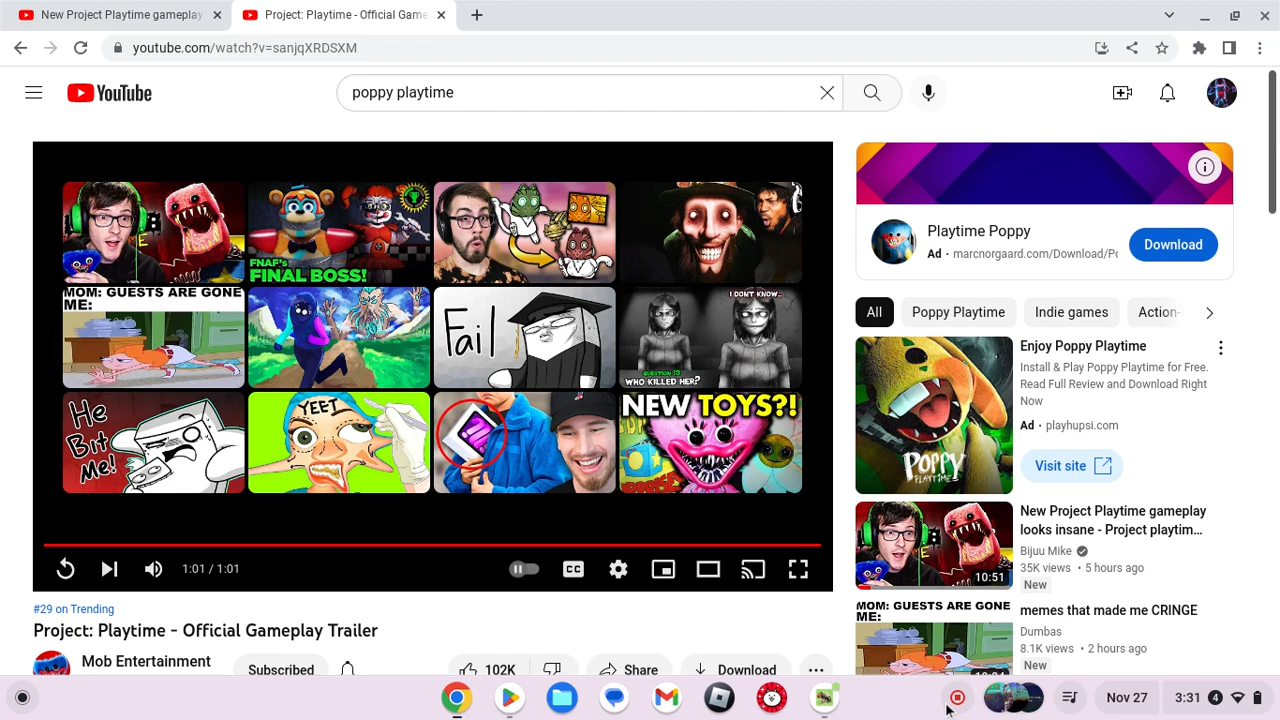 New Project Playtime gameplay
Project: Playtime - Official Game
youtube.com/watch?v=sanjqXRDSXM
YouTube
poppy playtime
FNAF's
FINAL BOSS!
MOM: GUESTS ARE GONE
ME:
Fail
I DON'T KNOW...
QUESTION 13
WHO KILLED HER?
He
Bit
Me!
YEET
NEW TOYS?!
CC
1:01 / 1:01
#29 on Trending
Project: Playtime - Official Gameplay Trailer
Mob Entertainment
Subscribed
102K
Share
Download
Playtime Poppy
Ad • marcnorgaard.com/Download/Po
Download
All
Poppy Playtime
Indie games
Action-
Enjoy Poppy Playtime
Install & Play Poppy Playtime for Free.
Read Full Review and Download Right
Now
Ad • playhupsi.com
Visit site
POPPY
PLAYTIME
New Project Playtime gameplay
looks insane - Project playtim...
Bijuu Mike
35K views • 5 hours ago
New
10:51
MOM: GUESTS ARE GONE
ME:
memes that made me CRINGE
Dumbas
8.1K views • 2 hours ago
New
Nov 27
3:31
4